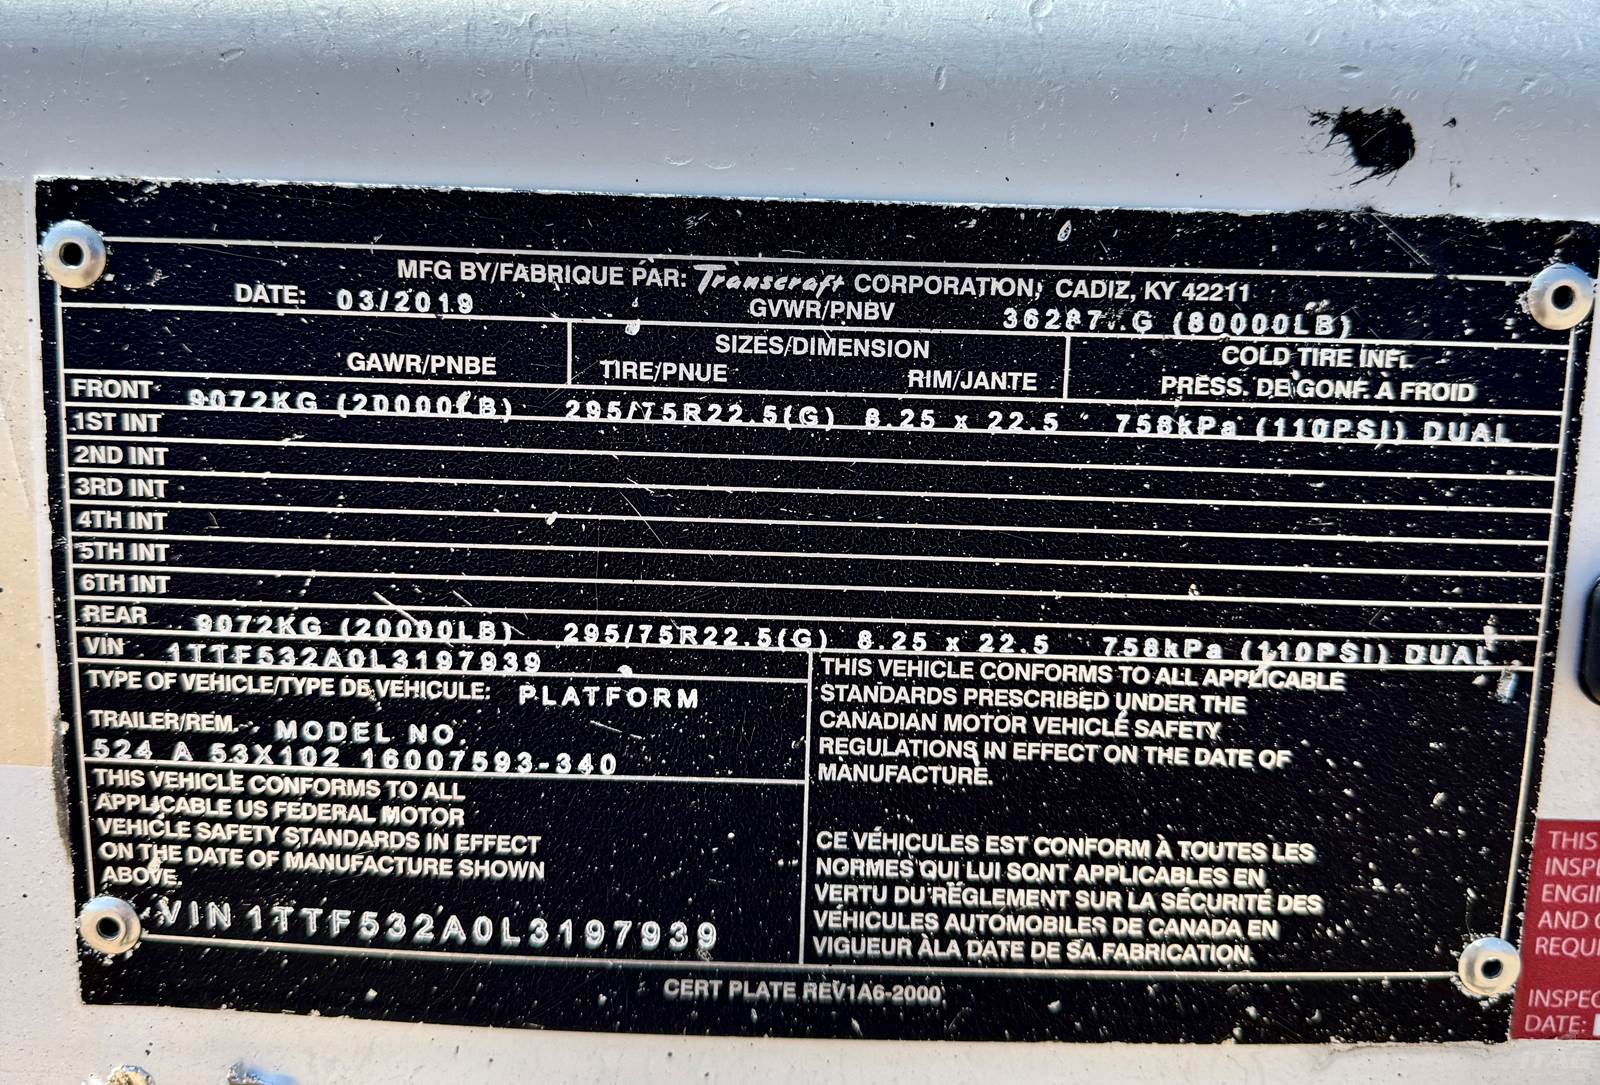 MFG BY/FABRIQUE PAR: Transcraft CORPORATION, CADIZ, KY 42211
DATE: 03/2019 GVWR/PNBV 36287KG (80000LB)
GAWR/PNBE SIZES/DIMENSION COLD TIRE INFL
TIRE/PNUE RIM/JANTE PRESS. DE GONF. A FROID
FRONT 9072KG (20000LB) 295/75R22.5(G) 8.25 x 22.5 758kPa (110PSI) DUAL
1ST INT
2ND INT
3RD INT
4TH INT
5TH INT
6TH INT
REAR 9072KG (20000LB) 295/75R22.5(G) 8.25 x 22.5 758kPa (110PSI) DUAL
VIN 1TTF532A0L3197939
TYPE OF VEHICLE/TYPE DE VEHICULE: PLATFORM
TRAILER/REM. MODEL NO.
524 A 53X102 16007593-340
THIS VEHICLE CONFORMS TO ALL
APPLICABLE US FEDERAL MOTOR
VEHICLE SAFETY STANDARDS IN EFFECT
ON THE DATE OF MANUFACTURE SHOWN
ABOVE.
VIN 1TTF532A0L3197939
THIS VEHICLE CONFORMS TO ALL APPLICABLE
STANDARDS PRESCRIBED UNDER THE
CANADIAN MOTOR VEHICLE SAFETY
REGULATIONS IN EFFECT ON THE DATE OF
MANUFACTURE.
CE VÉHICULES EST CONFORM À TOUTES LES
NORMES QUI LUI SONT APPLICABLES EN
VERTU DU RĚGLEMENT SUR LA SÉCURITÉ DES
VÉHICULES AUTOMOBILES DE CANADA EN
VIGUEUR ÀLA DATE DE SA FABRICATION.
CERT PLATE REV1A6-2000
THIS
INSPE
ENGIN
AND
REQUI
INSPEC
DATE: